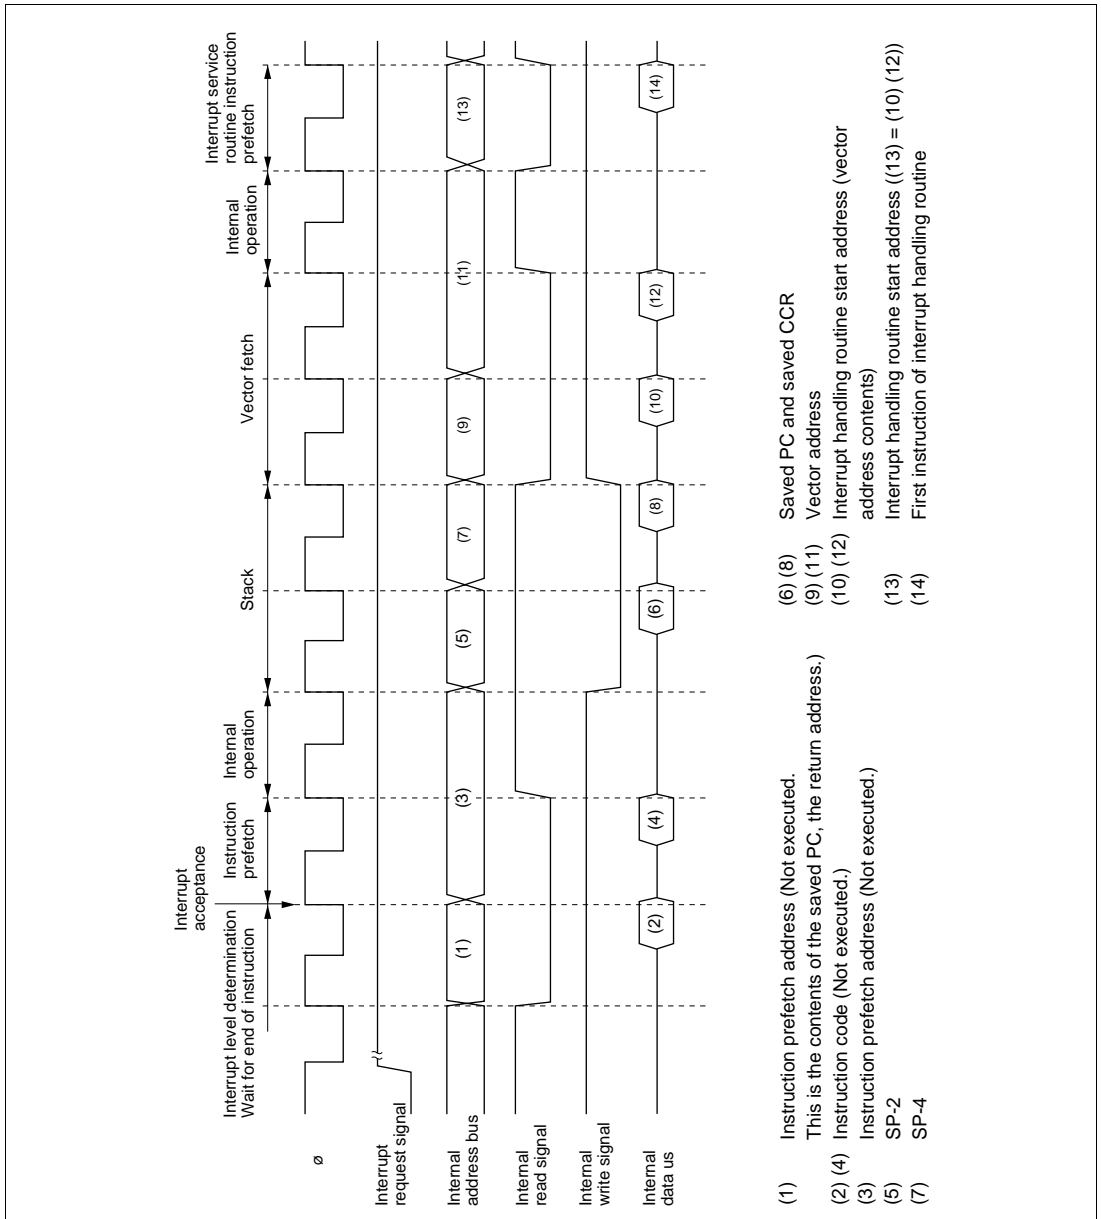 Interrupt level determination
Wait for end of instruction
Interrupt
acceptance
Instruction
prefetch
Internal
operation
Stack
Vector fetch
Internal
operation
Interrupt service
routine instruction
prefetch
ø
Interrupt
request signal
Internal
address bus
(1)
(3)
(5)
(7)
(9)
(11)
(13)
Internal
read signal
Internal
write signal
Internal
data us
(2)
(4)
(6)
(8)
(10)
(12)
(14)
(1) Instruction prefetch address (Not executed.
This is the contents of the saved PC, the return address.)
(2) (4) Instruction code (Not executed.)
(3) Instruction prefetch address (Not executed.)
(5) SP-2
(7) SP-4
(6) (8) Saved PC and saved CCR
(9) (11) Vector address
(10) (12) Interrupt handling routine start address (vector
address contents)
(13) Interrupt handling routine start address ((13) = (10) (12))
(14) First instruction of interrupt handling routine